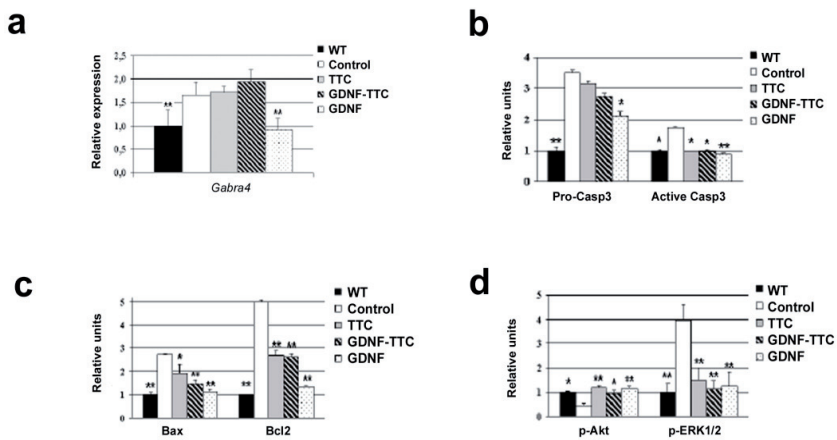 a
Relative expression
2,5
2,0
1,5
1,0
0,5
0,0
**
**
Gabra4
WT
Control
TTC
GDNF-TTC
GDNF
b
Relative units
4
3
2
1
0
**
*
*
*
*
**
Pro-Casp3 Active Casp3
WT
Control
TTC
GDNF-TTC
GDNF
c
Relative units
5
4
3
2
1
0
**
*
**
**
**
**
**
**
Bax Bcl2
WT
Control
TTC
GDNF-TTC
GDNF
d
Relative units
5
4
3
2
1
0
*
**
*
**
**
**
**
**
p-Akt p-ERK1/2
WT
Control
TTC
GDNF-TTC
GDNF